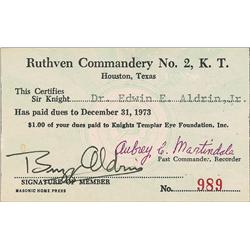 Ruthven Commandery No. 2, K. T.
Houston, Texas
This Certifies
Sir Knight Dr. Edwin E. Aldrin,Jr.
Has paid dues to December 31, 1973
$1.00 of your dues paid to Knights Templar Eye Foundation, Inc.
Buzz Aldrin
Aubrey C. Martindale
SIGNATURE OF MEMBER
Past Commander, Recorder
MASONIC HOME PRESS
No. 989